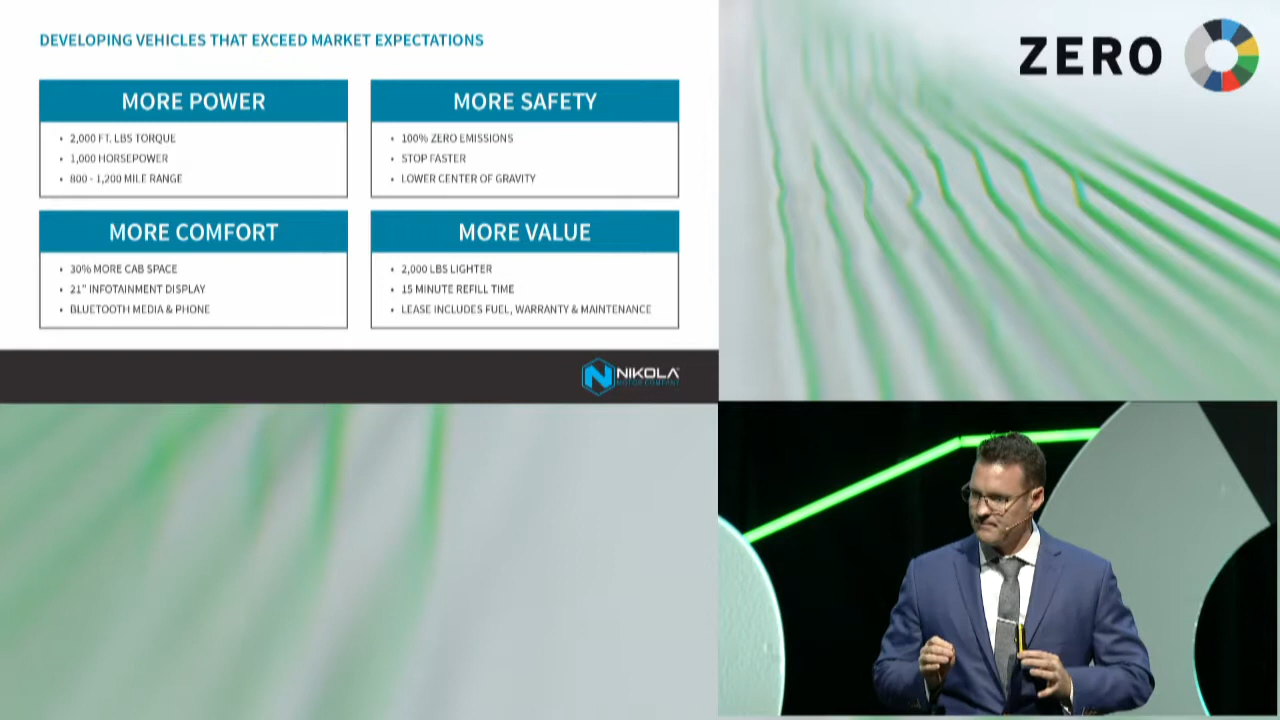 DEVELOPING VEHICLES THAT EXCEED MARKET EXPECTATIONS
MORE POWER
• 2,000 FT. LBS TORQUE
• 1,000 HORSEPOWER
• 800 - 1,200 MILE RANGE
MORE SAFETY
• 100% ZERO EMISSIONS
• STOP FASTER
• LOWER CENTER OF GRAVITY
MORE COMFORT
• 30% MORE CAB SPACE
• 21" INFOTAINMENT DISPLAY
• BLUETOOTH MEDIA & PHONE
MORE VALUE
• 2,000 LBS LIGHTER
• 15 MINUTE REFILL TIME
• LEASE INCLUDES FUEL, WARRANTY & MAINTENANCE
N NIKOLA
MOTOR COMPANY
ZERO